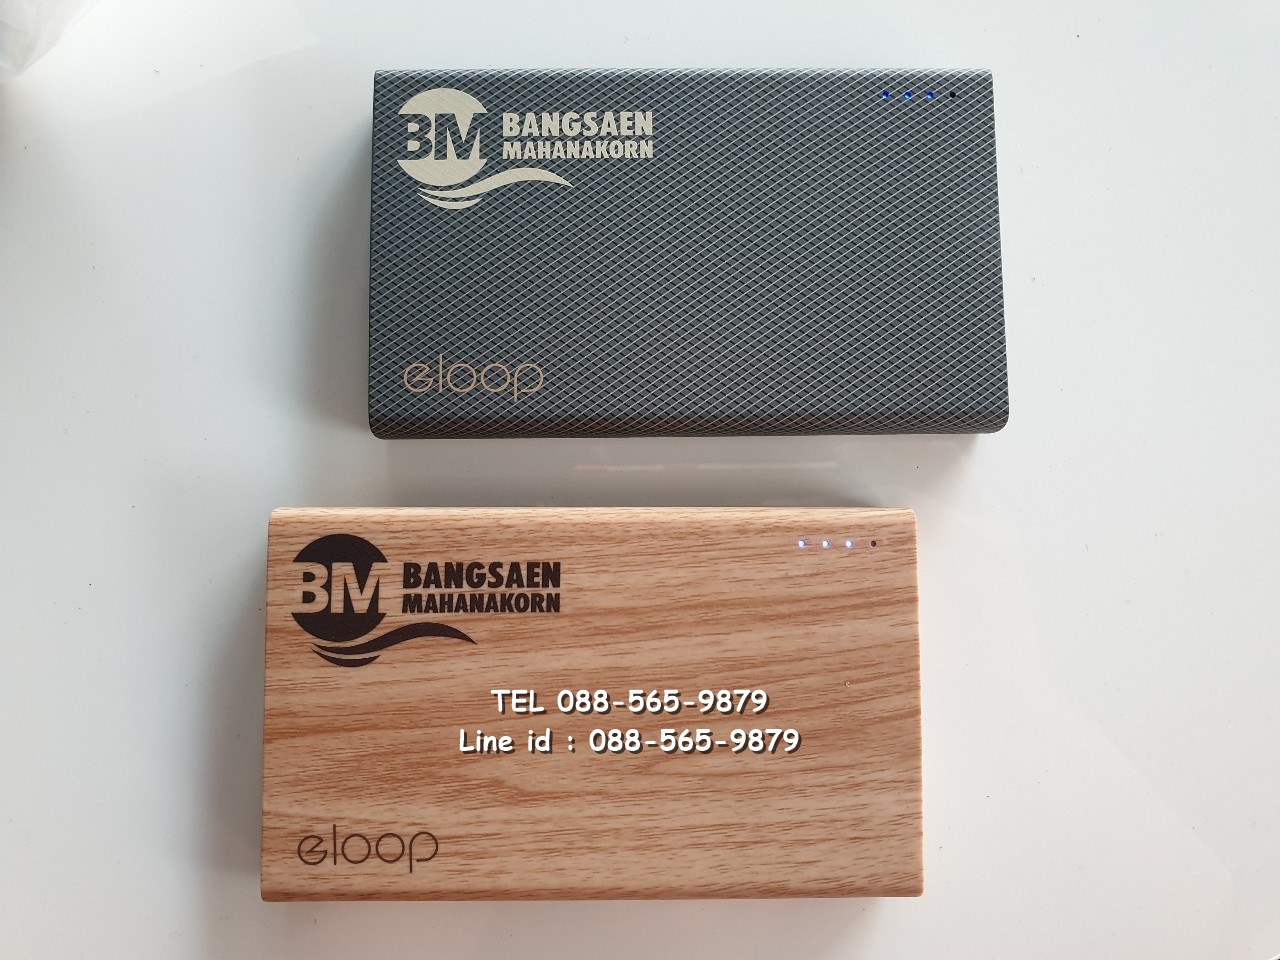 BM BANGSAEN
MAHANAKORN
eloop
BM BANGSAEN
MAHANAKORN
TEL 088-565-9879
Line id : 088-565-9879
eloop